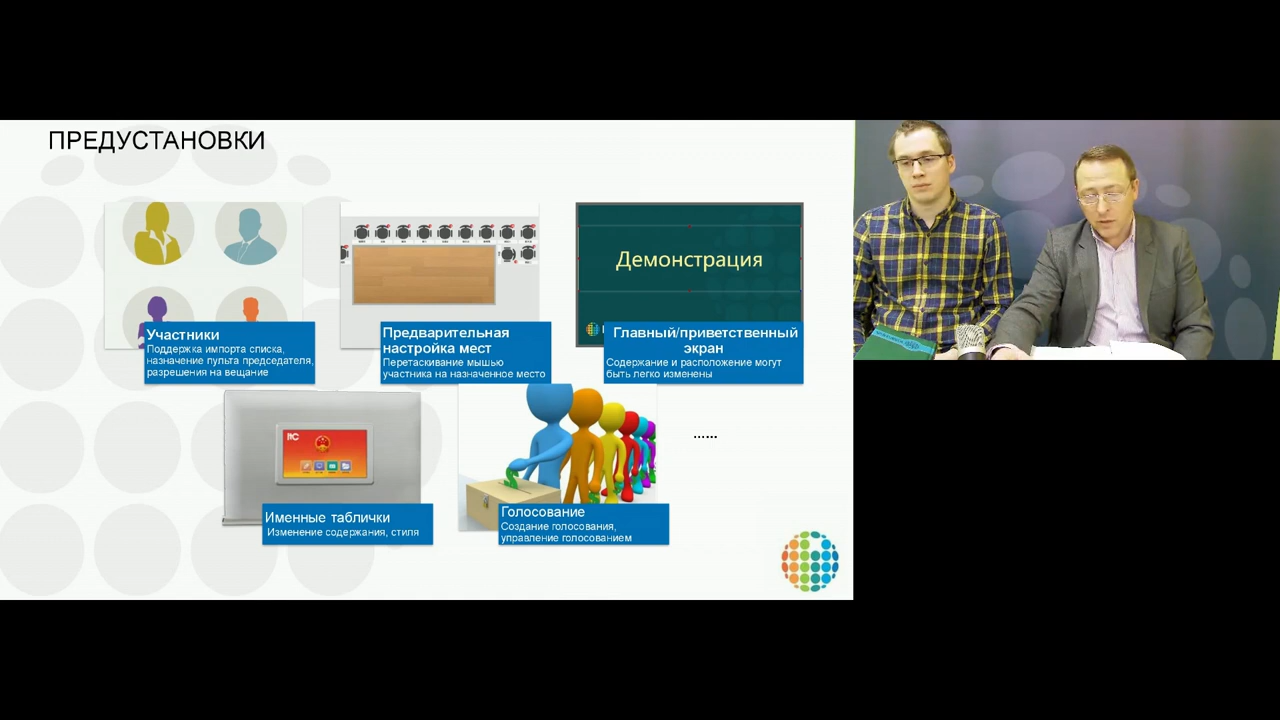 ПРЕДУСТАНОВКИ
Участники
Поддержка импорта списка,
назначение пульта председателя,
разрешения на вещание
Предварительная
настройка мест
Перетаскивание мышью
участника на назначенное место
Демонстрация
Главный/приветственный
экран
Содержание и расположение могут
быть легко изменены
itC
Именные таблички
Изменение содержания, стиля
Голосование
Создание голосования,
управление голосованием
......